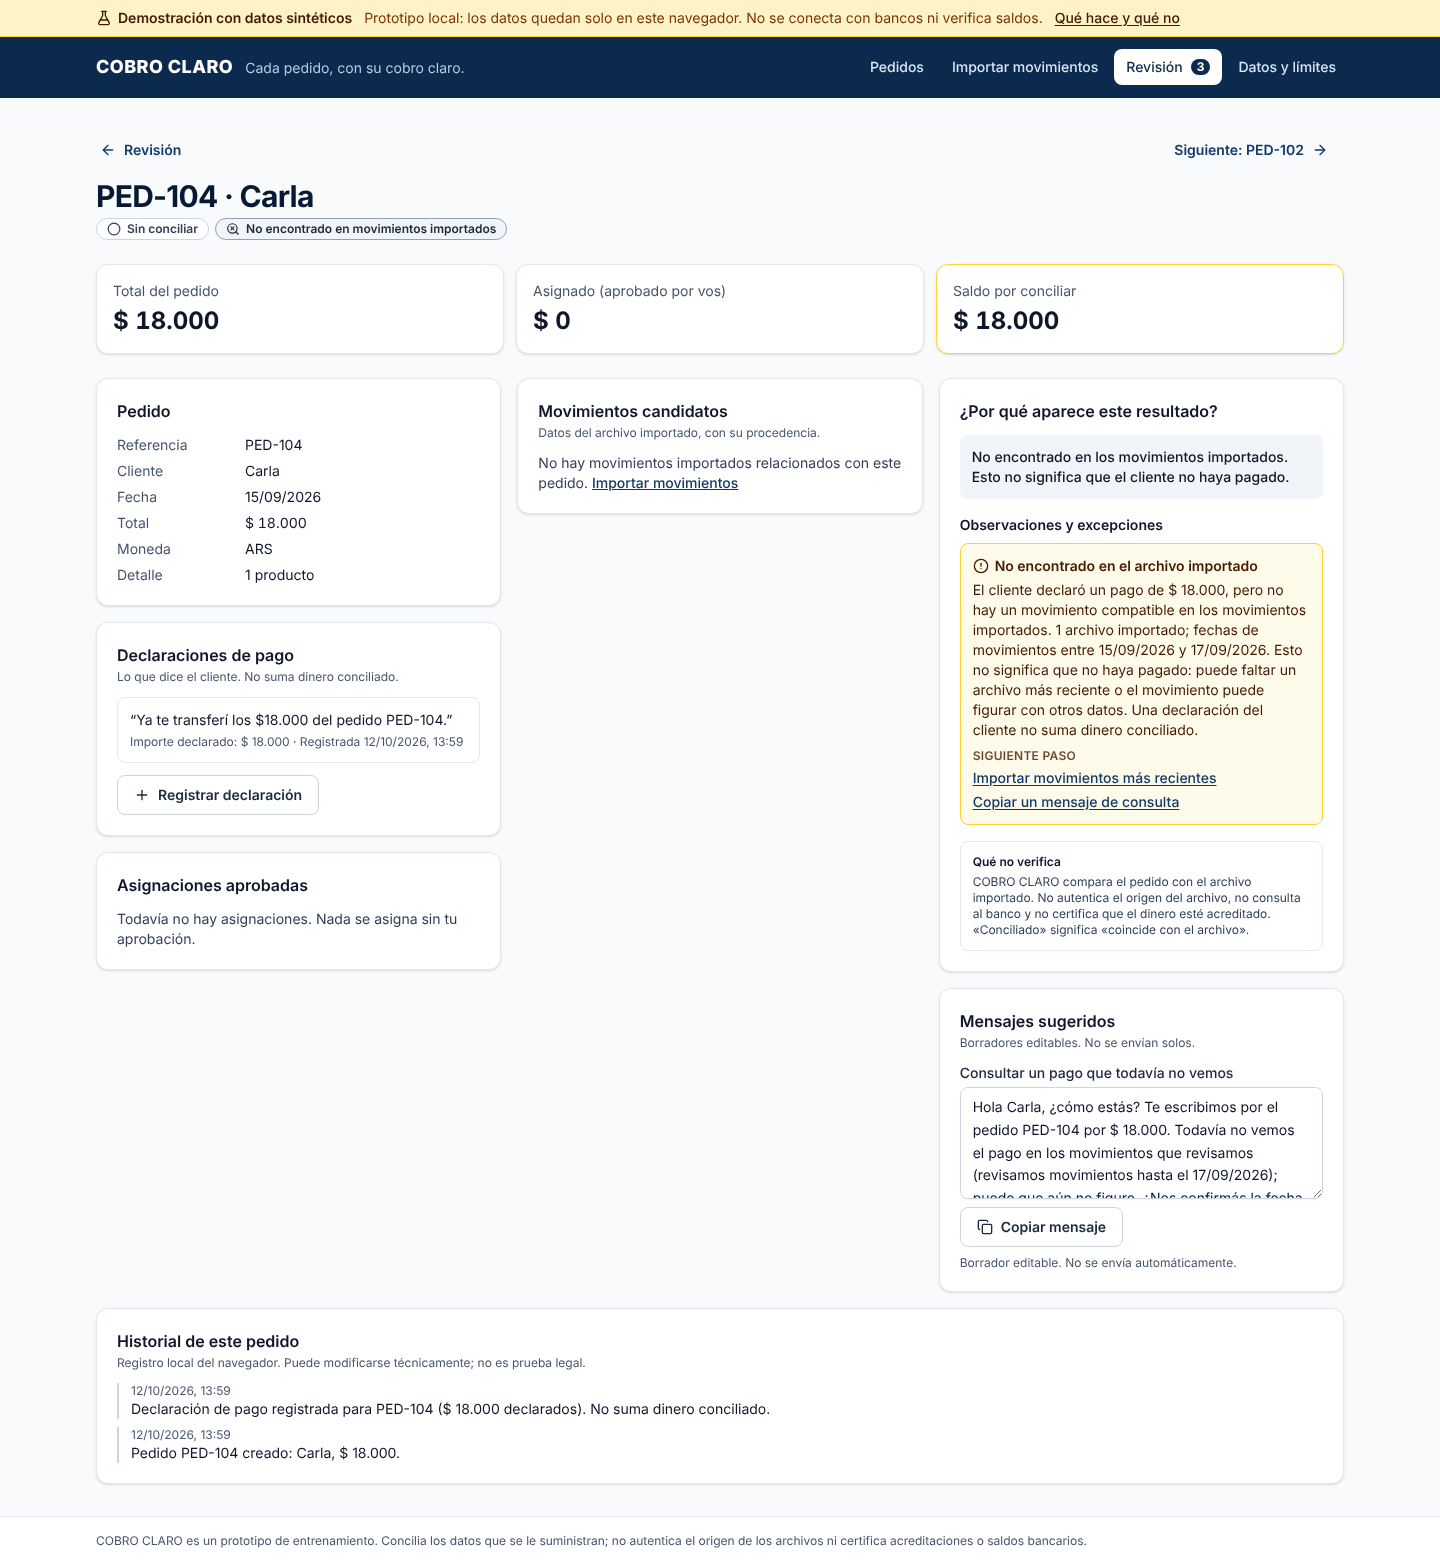 Demostración con datos sintéticos Prototipo local: los datos quedan solo en este navegador. No se conecta con bancos ni verifica saldos. Qué hace y qué no
COBRO CLARO Cada pedido, con su cobro claro. Pedidos Importar movimientos Revisión 3 Datos y límites
Revisión Siguiente: PED-102
PED-104 · Carla
Sin conciliar No encontrado en movimientos importados
Total del pedido
$ 18.000
Asignado (aprobado por vos)
$ 0
Saldo por conciliar
$ 18.000
Pedido
Referencia PED-104
Cliente Carla
Fecha 15/09/2026
Total $ 18.000
Moneda ARS
Detalle 1 producto
Declaraciones de pago
Lo que dice el cliente. No suma dinero conciliado.
“Ya te transferí los $18.000 del pedido PED-104.”
Importe declarado: $ 18.000 · Registrada 12/10/2026, 13:59
Registrar declaración
Asignaciones aprobadas
Todavía no hay asignaciones. Nada se asigna sin tu
aprobación.
Movimientos candidatos
Datos del archivo importado, con su procedencia.
No hay movimientos importados relacionados con este
pedido. Importar movimientos
¿Por qué aparece este resultado?
No encontrado en los movimientos importados.
Esto no significa que el cliente no haya pagado.
Observaciones y excepciones
No encontrado en el archivo importado
El cliente declaró un pago de $ 18.000, pero no
hay un movimiento compatible en los movimientos
importados. 1 archivo importado; fechas de
movimientos entre 15/09/2026 y 17/09/2026. Esto
no significa que no haya pagado: puede faltar un
archivo más reciente o el movimiento puede
figurar con otros datos. Una declaración del
cliente no suma dinero conciliado.
SIGUIENTE PASO
Importar movimientos más recientes
Copiar un mensaje de consulta
Qué no verifica
COBRO CLARO compara el pedido con el archivo
importado. No autentica el origen del archivo, no consulta
al banco y no certifica que el dinero esté acreditado.
«Conciliado» significa «coincide con el archivo».
Mensajes sugeridos
Borradores editables. No se envían solos.
Consultar un pago que todavía no vemos
Hola Carla, ¿cómo estás? Te escribimos por el
pedido PED-104 por $ 18.000. Todavía no vemos
el pago en los movimientos que revisamos
(revisamos movimientos hasta el 17/09/2026);
puede que aún no figure. ¿Nos confirmás la fecha
Copiar mensaje
Borrador editable. No se envía automáticamente.
Historial de este pedido
Registro local del navegador. Puede modificarse técnicamente; no es prueba legal.
12/10/2026, 13:59
Declaración de pago registrada para PED-104 ($ 18.000 declarados). No suma dinero conciliado.
12/10/2026, 13:59
Pedido PED-104 creado: Carla, $ 18.000.
COBRO CLARO es un prototipo de entrenamiento. Concilia los datos que se le suministran; no autentica el origen de los archivos ni certifica acreditaciones o saldos bancarios.